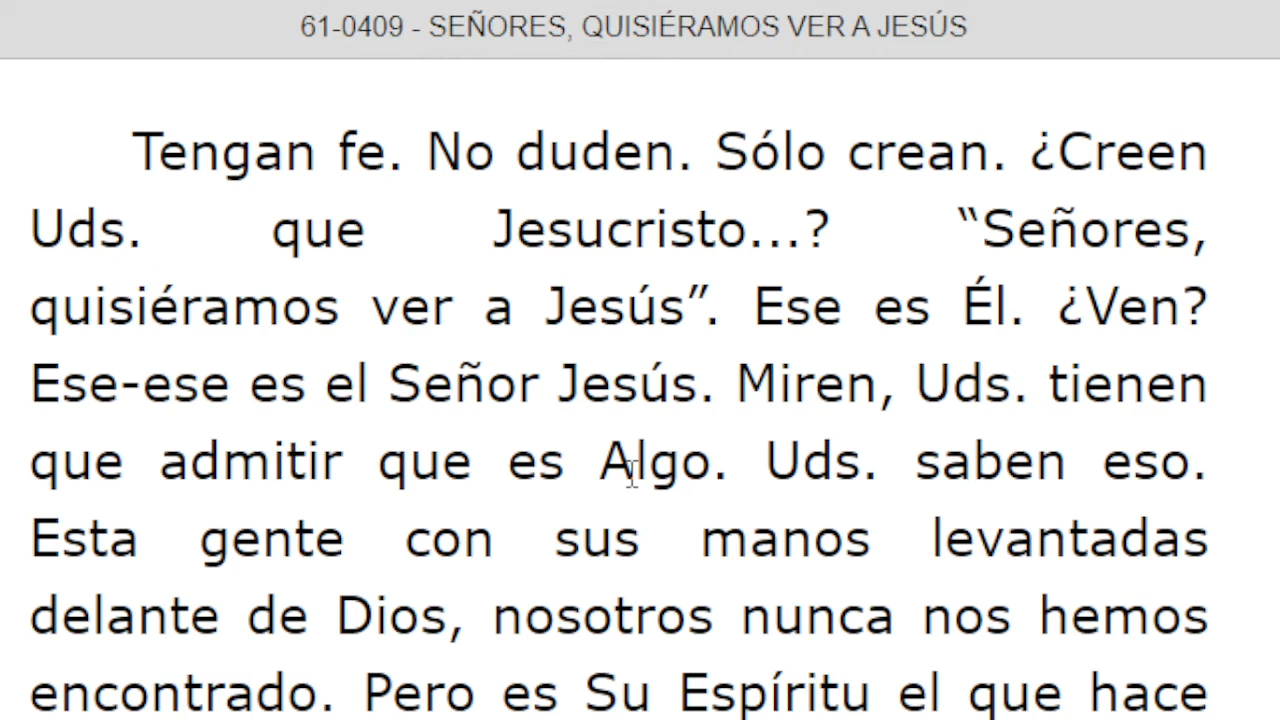 61-0409 - SEÑORES, QUISIÉRAMOS VER A JESÚS
Tengan fe. No duden. Sólo crean. ¿Creen
Uds. que Jesucristo...? “Señores,
quisiéramos ver a Jesús”. Ese es Él. ¿Ven?
Ese-ese es el Señor Jesús. Miren, Uds. tienen
que admitir que es Algo. Uds. saben eso.
Esta gente con sus manos levantadas
delante de Dios, nosotros nunca nos hemos
encontrado. Pero es Su Espíritu el que hace